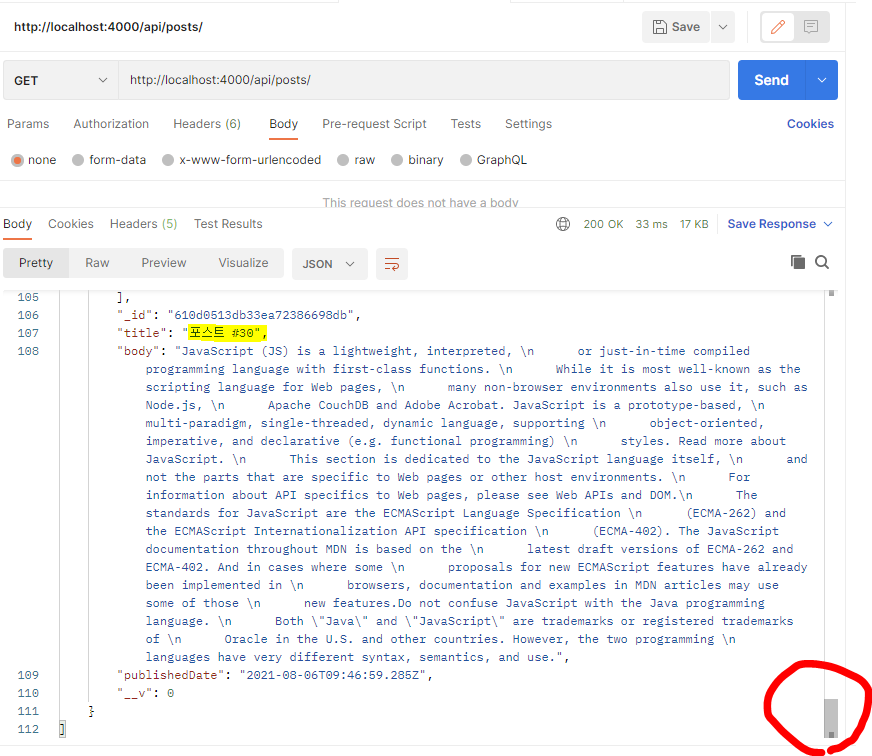 http://localhost:4000/api/posts/
Save
GET
http://localhost:4000/api/posts/
Send
Params Authorization Headers (6) Body Pre-request Script Tests Settings Cookies
none form-data x-www-form-urlencoded raw binary GraphQL
This request does not have a body
Body Cookies Headers (5) Test Results 200 OK 33 ms 17 KB Save Response
Pretty Raw Preview Visualize JSON
105 ],
106 "_id": "610d0513db33ea72386698db",
107 "title": "포스트 #30",
108 "body": "JavaScript (JS) is a lightweight, interpreted, \n      or just-in-time compiled
programming language with first-class functions. \n      While it is most well-known as the
scripting language for Web pages, \n      many non-browser environments also use it, such as
Node.js, \n      Apache CouchDB and Adobe Acrobat. JavaScript is a prototype-based, \n
multi-paradigm, single-threaded, dynamic language, supporting \n      object-oriented,
imperative, and declarative (e.g. functional programming) \n      styles. Read more about
JavaScript. \n      This section is dedicated to the JavaScript language itself, \n      and
not the parts that are specific to Web pages or other host environments. \n      For
information about API specifics to Web pages, please see Web APIs and DOM.\n      The
standards for JavaScript are the ECMAScript Language Specification \n      (ECMA-262) and
the ECMAScript Internationalization API specification \n      (ECMA-402). The JavaScript
documentation throughout MDN is based on the \n      latest draft versions of ECMA-262 and
ECMA-402. And in cases where some \n      proposals for new ECMAScript features have already
been implemented in \n      browsers, documentation and examples in MDN articles may use
some of those \n      new features.Do not confuse JavaScript with the Java programming
language. \n      Both \"Java\" and \"JavaScript\" are trademarks or registered trademarks
of \n      Oracle in the U.S. and other countries. However, the two programming \n
languages have very different syntax, semantics, and use.",
109 "publishedDate": "2021-08-06T09:46:59.285Z",
110 "__v": 0
111 }
112 ]